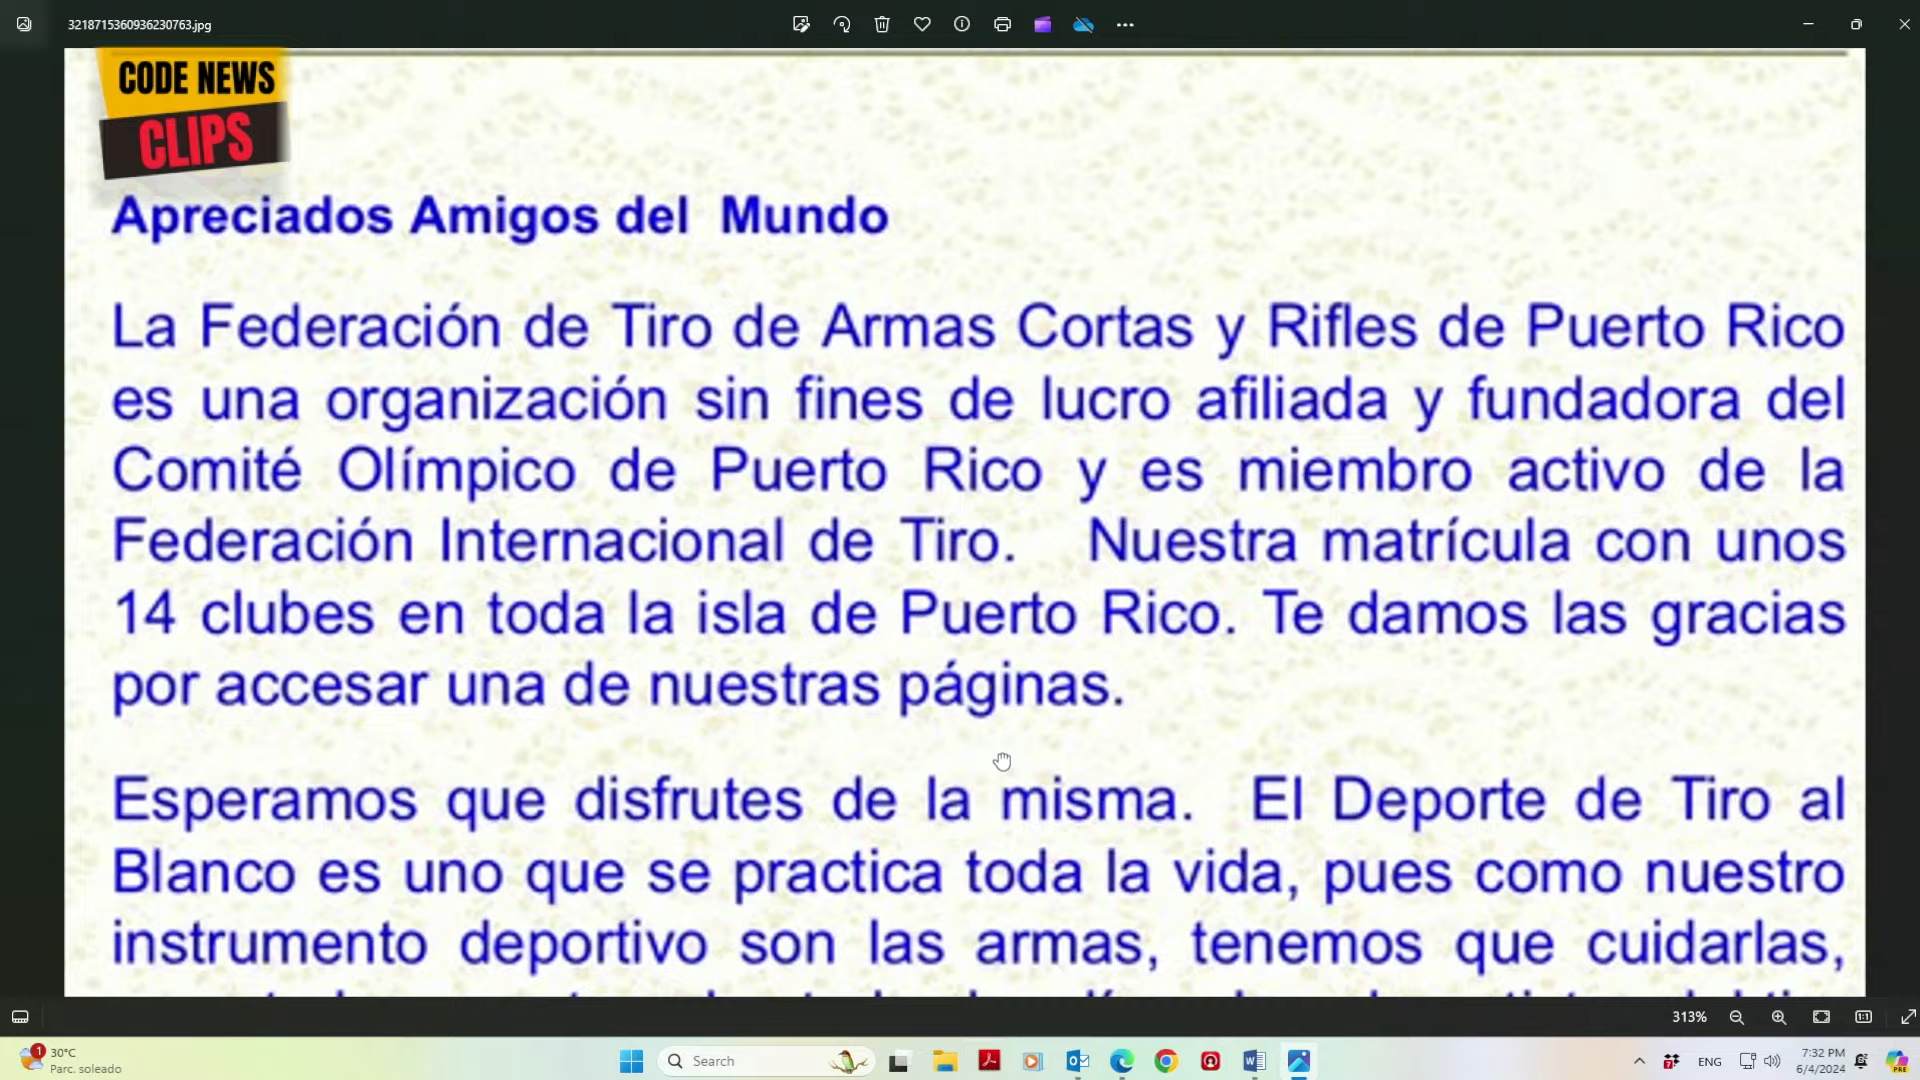 3218715360936230763.jpg
CODE NEWS
CLIPS
Apreciados Amigos del Mundo
La Federación de Tiro de Armas Cortas y Rifles de Puerto Rico
es una organización sin fines de lucro afiliada y fundadora del
Comité Olímpico de Puerto Rico y es miembro activo de la
Federación Internacional de Tiro. Nuestra matrícula con unos
14 clubes en toda la isla de Puerto Rico. Te damos las gracias
por accesar una de nuestras páginas.
Esperamos que disfrutes de la misma. El Deporte de Tiro al
Blanco es uno que se practica toda la vida, pues como nuestro
instrumento deportivo son las armas, tenemos que cuidarlas,
313%
1
30°C
Parc. soleado
Search
ENG
7:32 PM
6/4/2024
PRE